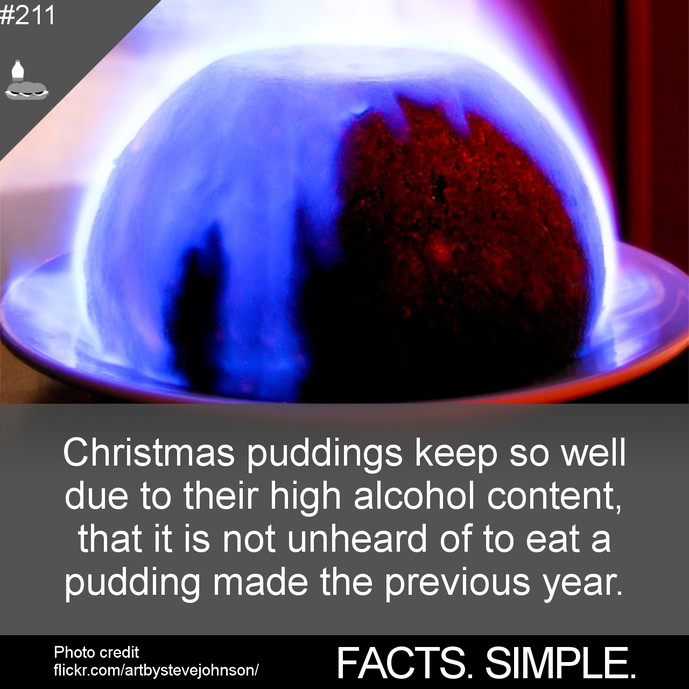 #211
Christmas puddings keep so well
due to their high alcohol content,
that it is not unheard of to eat a
pudding made the previous year.
Photo credit
flickr.com/artbystevejohnson/
FACTS. SIMPLE.